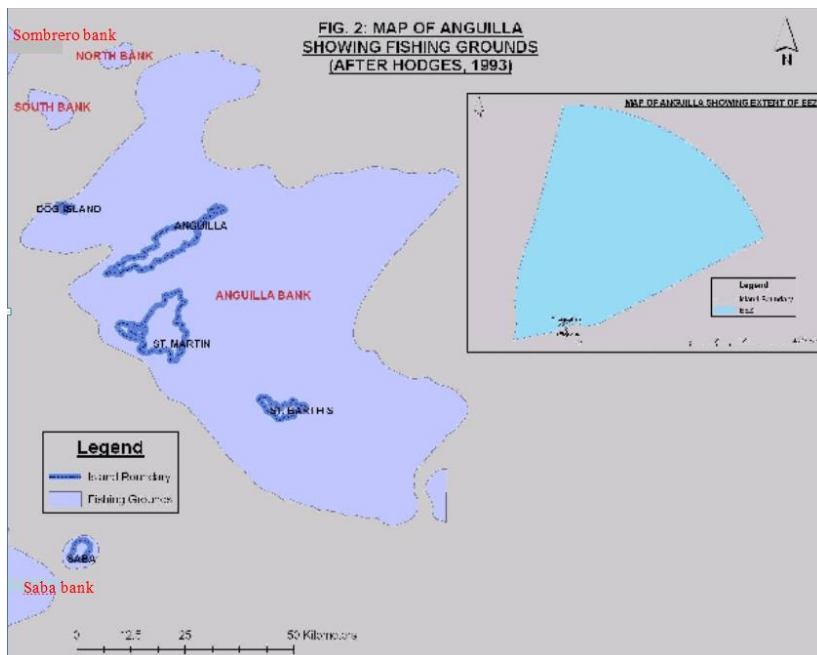 Sombrero bank
NORTH BANK
SOUTH BANK
FIG. 2: MAP OF ANGUILLA
SHOWING FISHING GROUNDS
(AFTER HODGES, 1993)
N
MAP OF ANGUILLA SHOWING EXTENT OF EEZ
Legend
Island Boundary
EEZ
DOG ISLAND
ANGUILLA
ANGUILLA BANK
ST. MARTIN
ST. BARTH'S
Legend
Island Boundary
Fishing Grounds
SABA
Saba bank
0 12.5 25 50 Kilometers